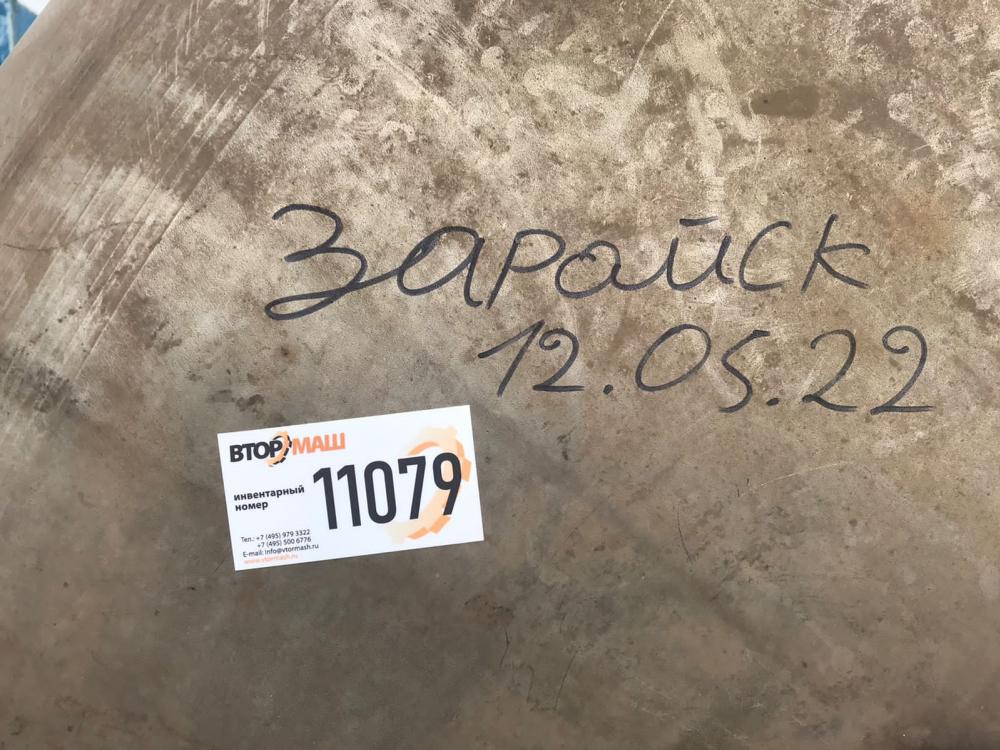 Зарайск
12.05.22
ВТОРМАШ
инвентарный
номер
11079
Тел.: +7 (495) 979 3322
+7 (495) 500 6776
E-mail: info@vtormash.ru
www.vtormash.ru